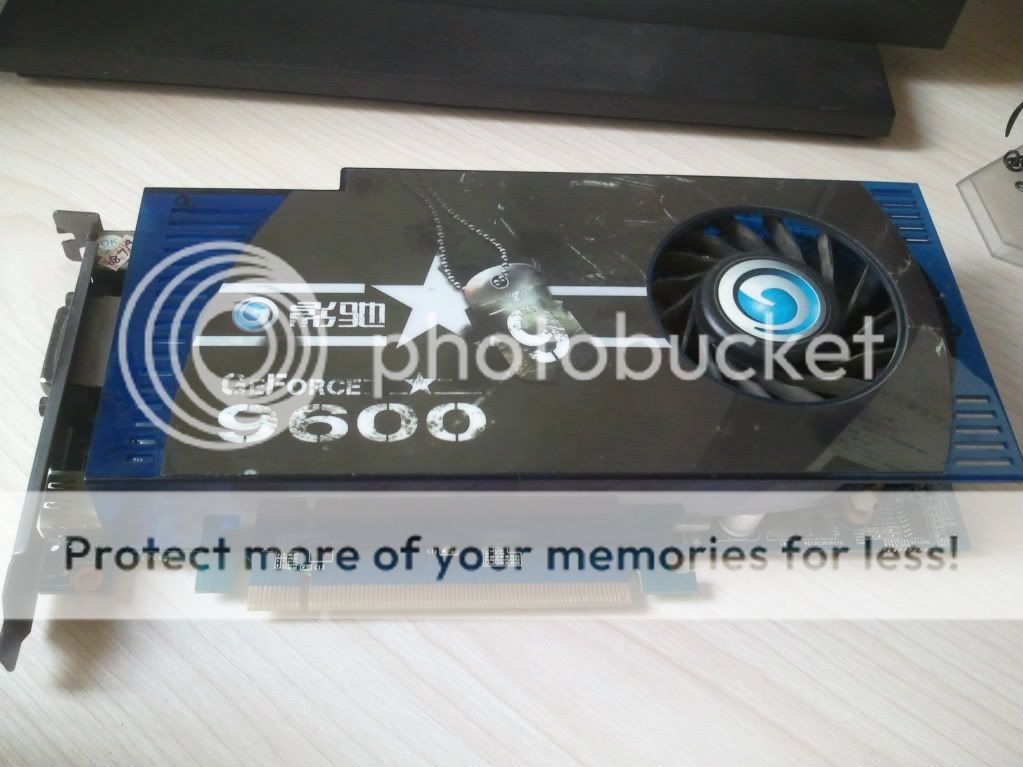 影驰
photobucket
GEFORCE
9600
Protect more of your memories for less!